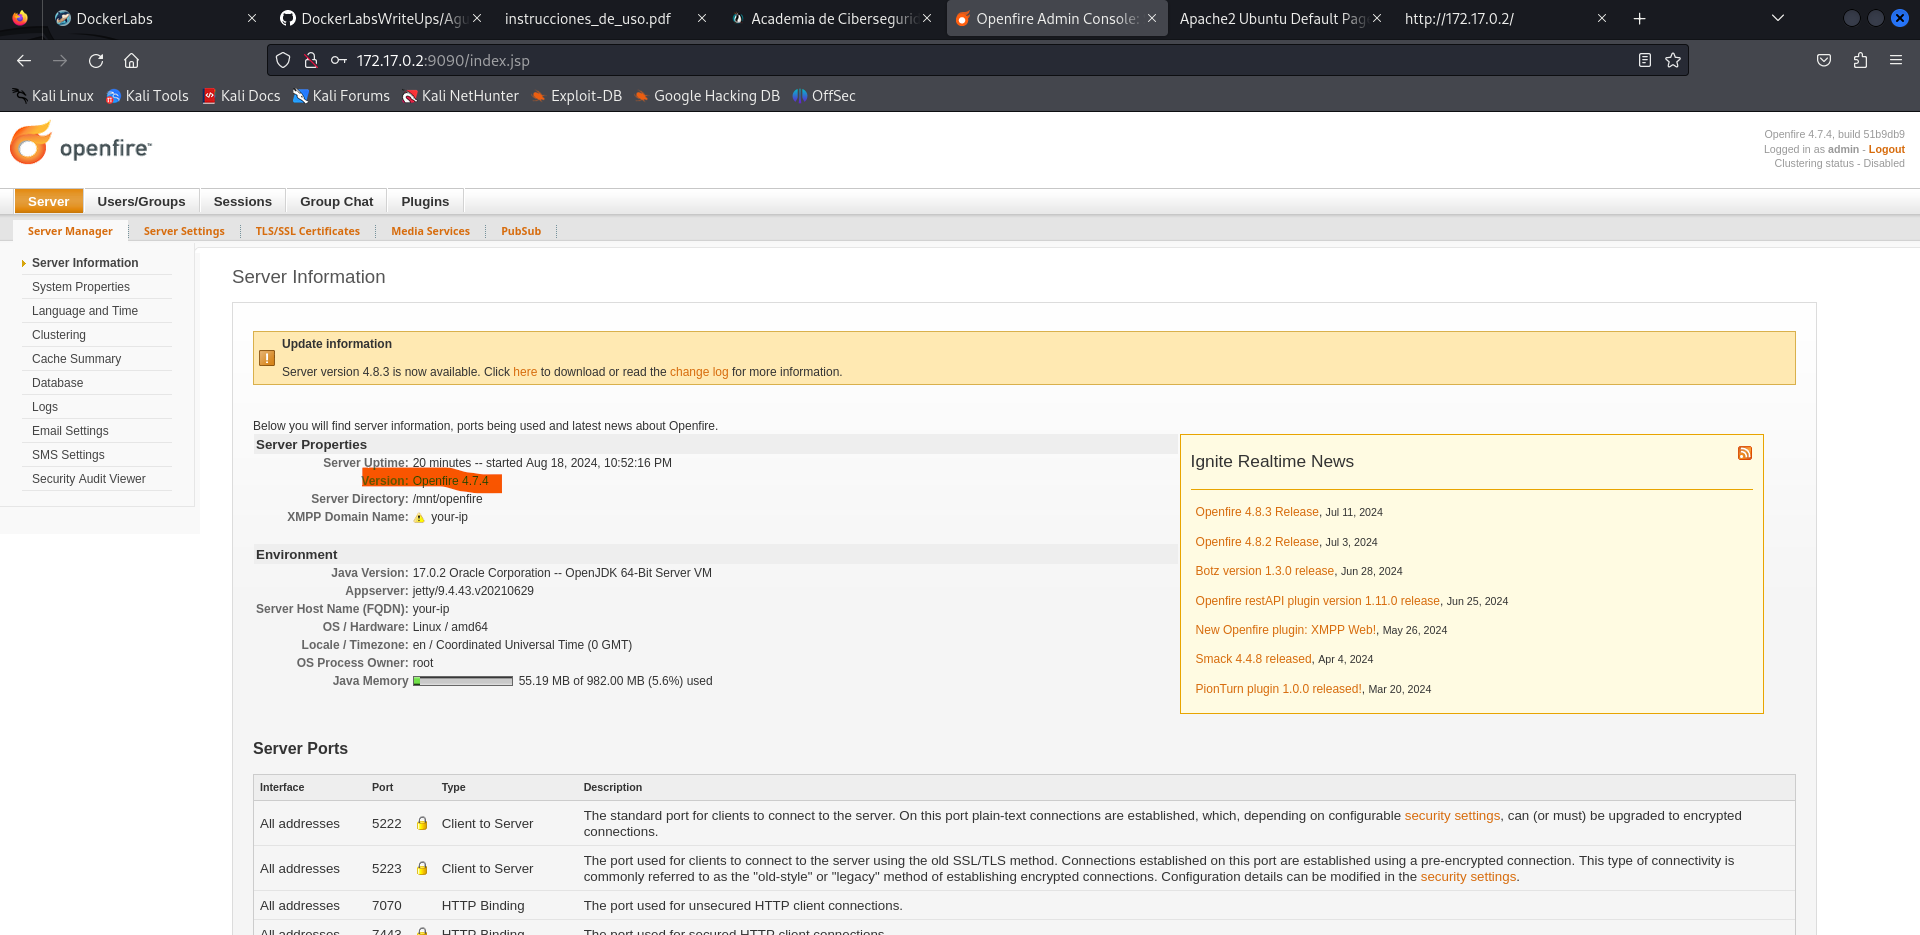 DockerLabs
DockerLabsWriteUps/Agu
instrucciones_de_uso.pdf
Academia de Cibersegurid
Openfire Admin Console:
Apache2 Ubuntu Default Page
http://172.17.0.2/
172.17.0.2:9090/index.jsp
Kali Linux
Kali Tools
Kali Docs
Kali Forums
Kali NetHunter
Exploit-DB
Google Hacking DB
OffSec
openfire™
Openfire 4.7.4, build 51b9db9
Logged in as admin - Logout
Clustering status - Disabled
Server
Users/Groups
Sessions
Group Chat
Plugins
Server Manager
Server Settings
TLS/SSL Certificates
Media Services
PubSub
Server Information
System Properties
Language and Time
Clustering
Cache Summary
Database
Logs
Email Settings
SMS Settings
Security Audit Viewer
Server Information
Update information
Server version 4.8.3 is now available. Click here to download or read the change log for more information.
Below you will find server information, ports being used and latest news about Openfire.
Server Properties
Server Uptime: 20 minutes -- started Aug 18, 2024, 10:52:16 PM
Version: Openfire 4.7.4
Server Directory: /mnt/openfire
XMPP Domain Name: your-ip
Environment
Java Version: 17.0.2 Oracle Corporation -- OpenJDK 64-Bit Server VM
Appserver: jetty/9.4.43.v20210629
Server Host Name (FQDN): your-ip
OS / Hardware: Linux / amd64
Locale / Timezone: en / Coordinated Universal Time (0 GMT)
OS Process Owner: root
Java Memory 55.19 MB of 982.00 MB (5.6%) used
Ignite Realtime News
Openfire 4.8.3 Release, Jul 11, 2024
Openfire 4.8.2 Release, Jul 3, 2024
Botz version 1.3.0 release, Jun 28, 2024
Openfire restAPI plugin version 1.11.0 release, Jun 25, 2024
New Openfire plugin: XMPP Web!, May 26, 2024
Smack 4.4.8 released, Apr 4, 2024
PionTurn plugin 1.0.0 released!, Mar 20, 2024
Server Ports
Interface Port Type Description
All addresses 5222 Client to Server The standard port for clients to connect to the server. On this port plain-text connections are established, which, depending on configurable security settings, can (or must) be upgraded to encrypted
connections.
All addresses 5223 Client to Server The port used for clients to connect to the server using the old SSL/TLS method. Connections established on this port are established using a pre-encrypted connection. This type of connectivity is
commonly referred to as the "old-style" or "legacy" method of establishing encrypted connections. Configuration details can be modified in the security settings.
All addresses 7070 HTTP Binding The port used for unsecured HTTP client connections.
All addresses 7443 HTTP Binding The port used for secured HTTP client connections.